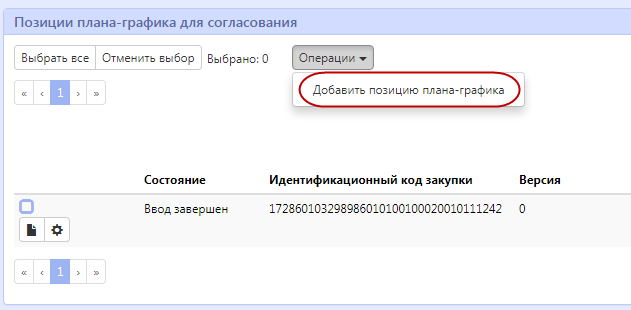 Позиции плана-графика для согласования
Выбрать все Отменить выбор Выбрано: 0 Операции
« ‹ 1 › »
Добавить позицию плана-графика
Состояние Идентификационный код закупки Версия
Ввод завершен 172860103298986010100100020010111242 0
« ‹ 1 › »